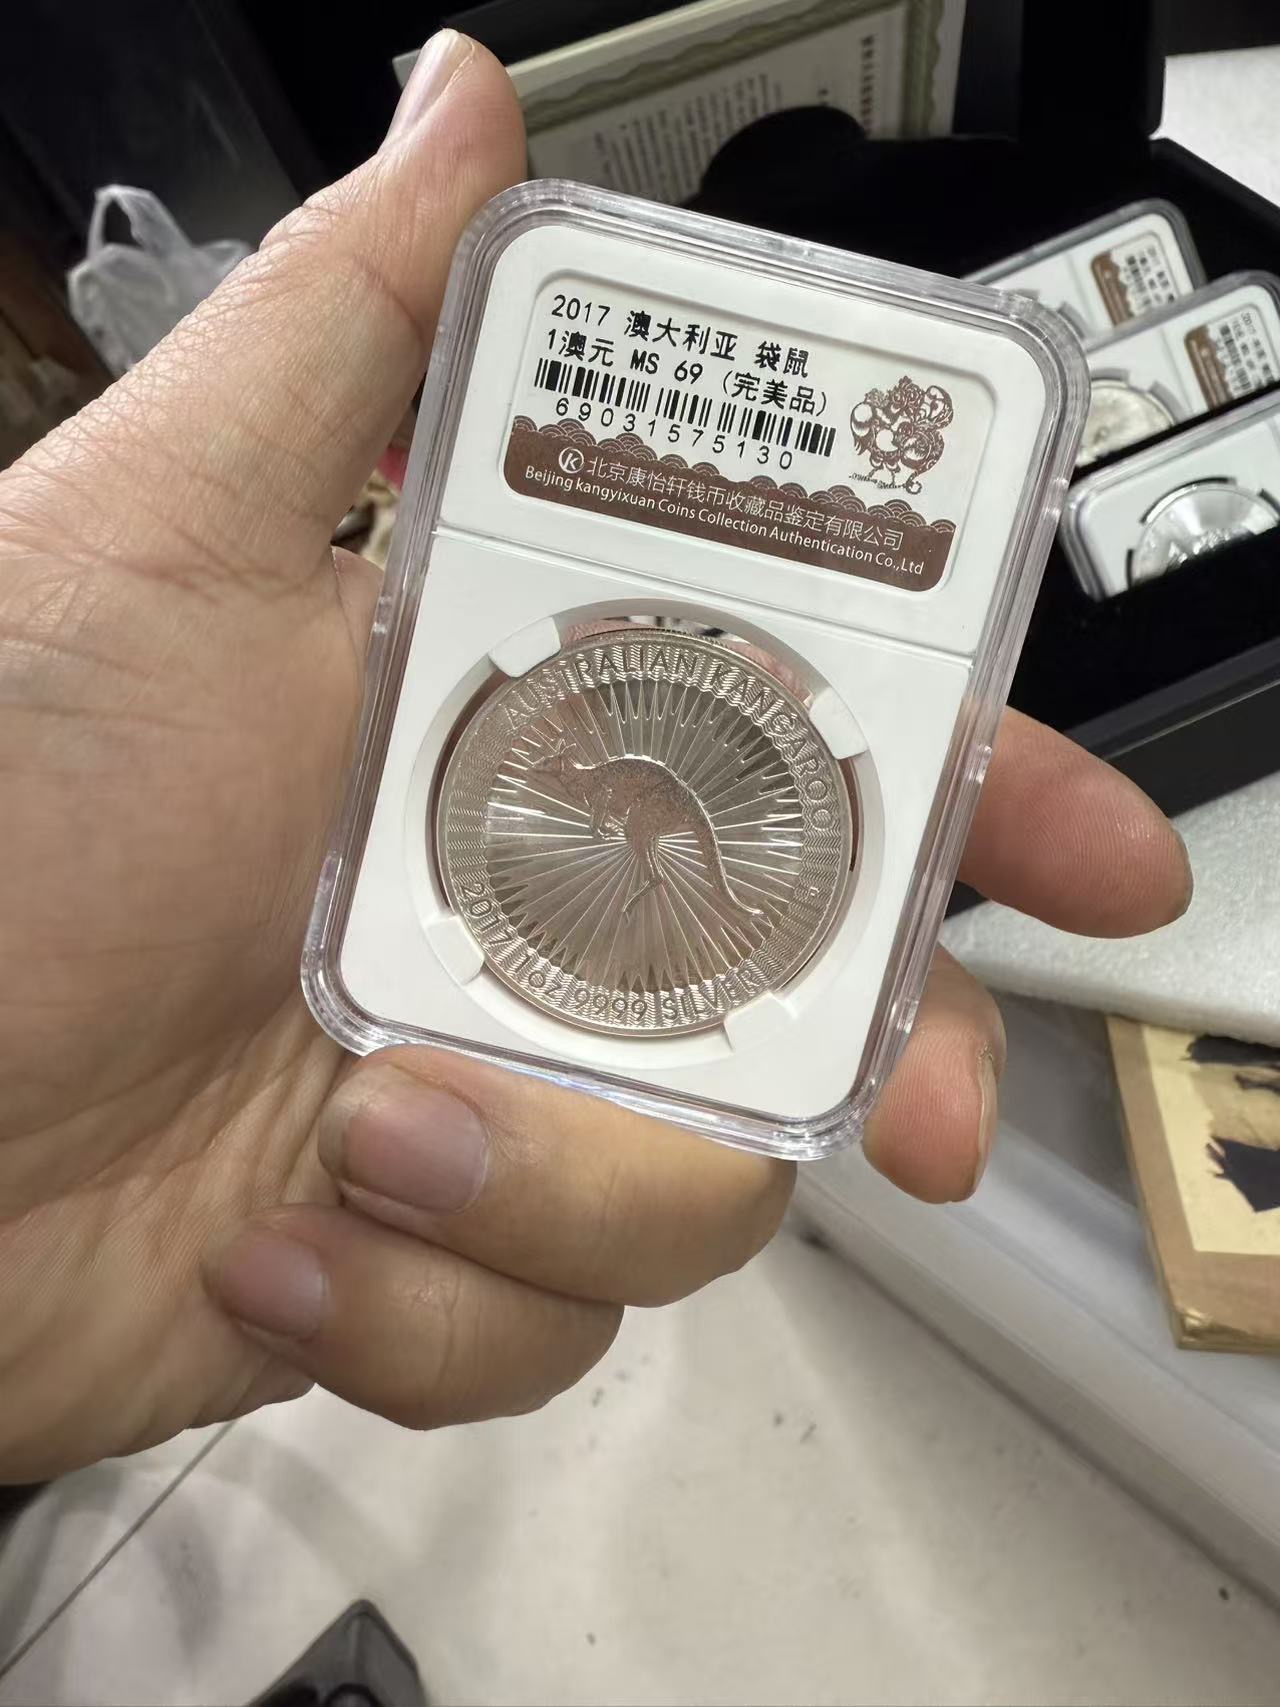 2017 澳大利亚 袋鼠
1澳元 MS 69 (完美品)
69031575130
K 北京康怡轩钱币收藏品鉴定有限公司
Beijing kangyixuan Coins Collection Authentication Co.,Ltd
AUSTRALIAN KANGAROO
2017 1 OZ 9999 SILVER